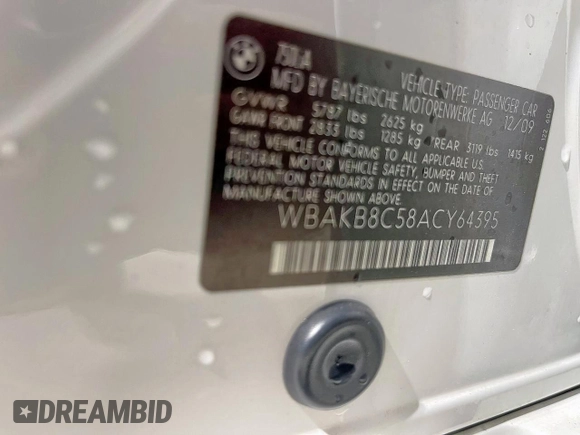 BMW
VEHICLE TYPE: PASSENGER CAR
MFD BY BAYERISCHE MOTORENWERKE AG 12/09
GVWR 5787 lbs 2625 kg
GAWR FRONT 2833 lbs 1285 kg REAR 3119 lbs 1415 kg
THIS VEHICLE CONFORMS TO ALL APPLICABLE U.S.
FEDERAL MOTOR VEHICLE SAFETY, BUMPER AND THEFT
PREVENTION STANDARDS IN EFFECT ON THE DATE OF
MANUFACTURE SHOWN ABOVE.
WBAKB8C58ACY64395
DREAMBID